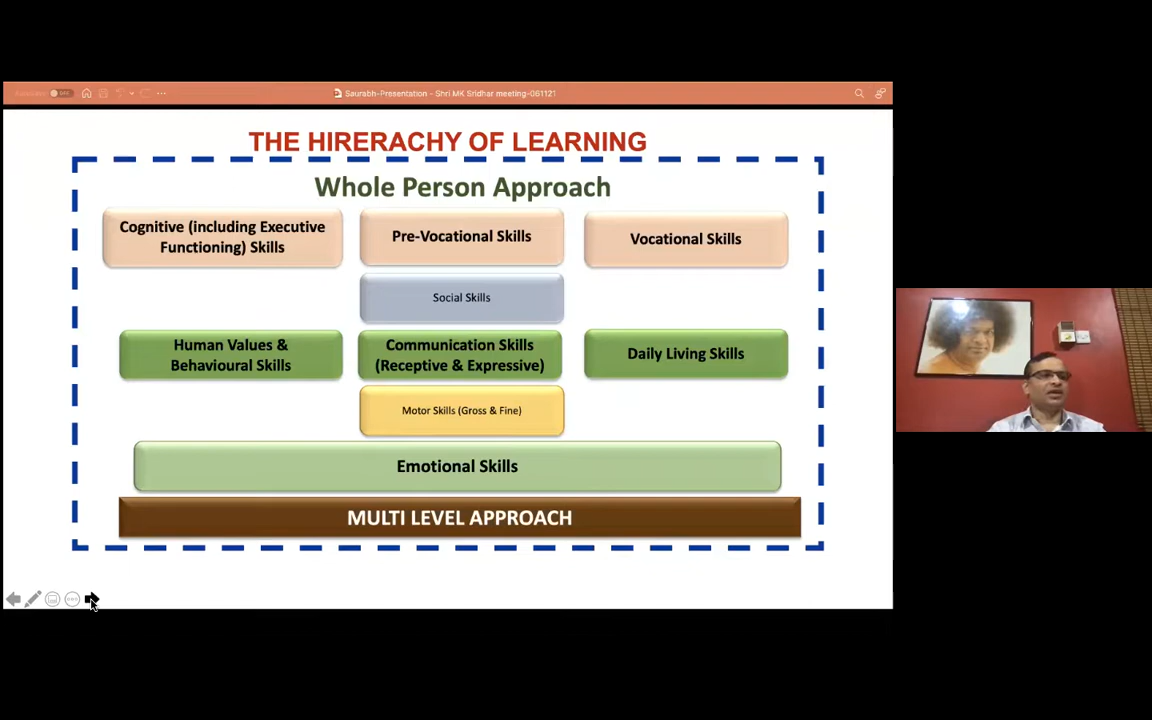 Saurabh-Presentation - Shri MK Sridhar meeting-061121
THE HIRERACHY OF LEARNING
Whole Person Approach
Cognitive (including Executive
Functioning) Skills
Pre-Vocational Skills
Vocational Skills
Social Skills
Human Values &
Behavioural Skills
Communication Skills
(Receptive & Expressive)
Daily Living Skills
Motor Skills (Gross & Fine)
Emotional Skills
MULTI LEVEL APPROACH